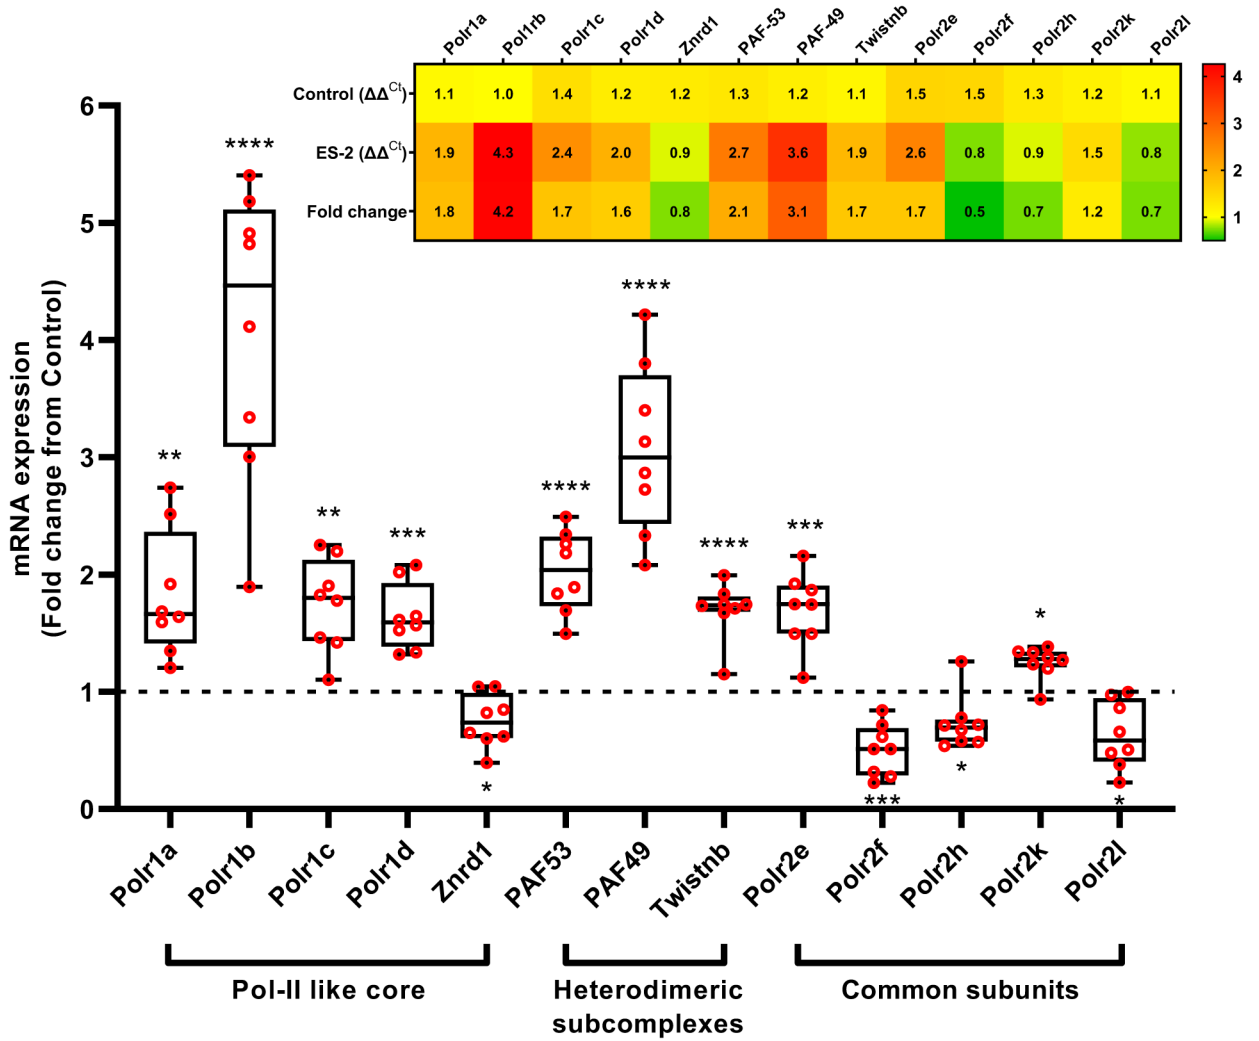 Polr1a Pol1rb Polr1c Polr1d Znrd1 PAF-53 PAF-49 Twistnb Polr2e Polr2f Polr2h Polr2k Polr2l
Control (ΔΔCt) 1.1 1.0 1.4 1.2 1.2 1.3 1.2 1.1 1.5 1.5 1.3 1.2 1.1
ES-2 (ΔΔCt) 1.9 4.3 2.4 2.0 0.9 2.7 3.6 1.9 2.6 0.8 0.9 1.5 0.8
Fold change 1.8 4.2 1.7 1.6 0.8 2.1 3.1 1.7 1.7 0.5 0.7 1.2 0.7
4
3
2
1
mRNA expression
(Fold change from Control)
6
5
4
3
2
1
0
**
****
**
***
*
****
****
****
***
***
*
*
*
Polr1a Polr1b Polr1c Polr1d Znrd1 PAF53 PAF49 Twistnb Polr2e Polr2f Polr2h Polr2k Polr2l
Pol-II like core
Heterodimeric
subcomplexes
Common subunits